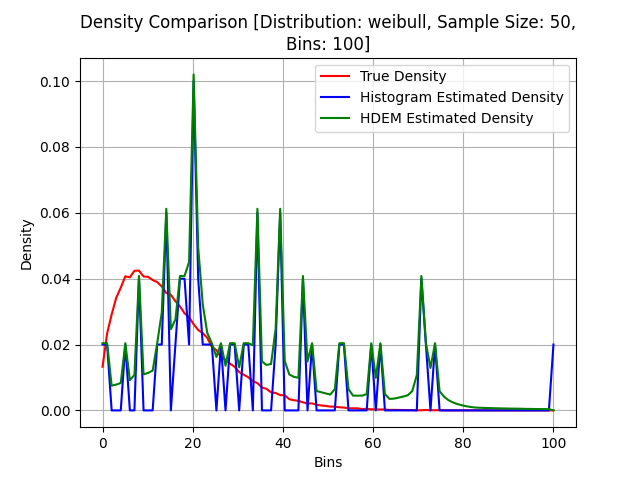 Density Comparison [Distribution: weibull, Sample Size: 50,
Bins: 100]
True Density
Histogram Estimated Density
HDEM Estimated Density
Density
0.10
0.08
0.06
0.04
0.02
0.00
0 20 40 60 80 100
Bins